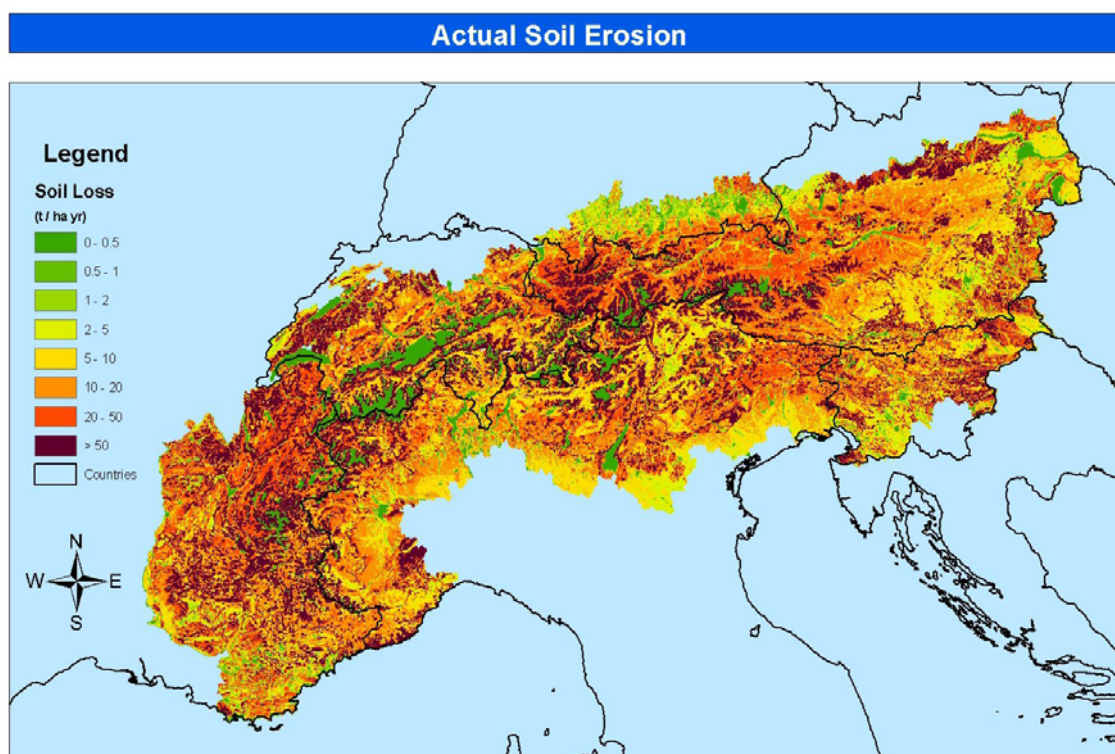 Actual Soil Erosion
Legend
Soil Loss
(t / ha yr)
0 - 0.5
0.5 - 1
1 - 2
2 - 5
5 - 10
10 - 20
20 - 50
> 50
Countries
N
W E
S